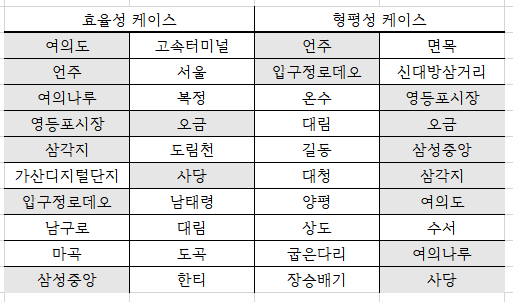 효율성 케이스 형평성 케이스
여의도 고속터미널 언주 면목
언주 서울 입구정로데오 신대방삼거리
여의나루 복정 온수 영등포시장
영등포시장 오금 대림 오금
삼각지 도림천 길동 삼성중앙
가산디지털단지 사당 대청 삼각지
입구정로데오 남태령 양평 여의도
남구로 대림 상도 수서
마곡 도곡 굽은다리 여의나루
삼성중앙 한티 장승배기 사당